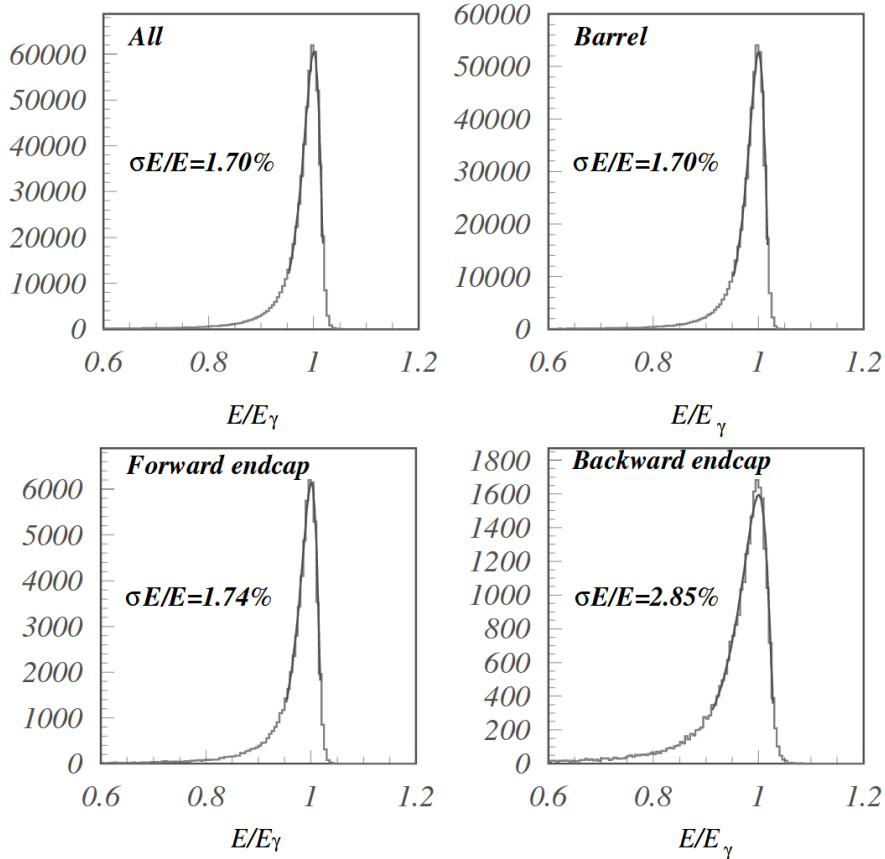 All
60000
50000
40000
30000
20000
10000
0
σE/E=1.70%
0.6 0.8 1 1.2
E/Eγ
Barrel
60000
50000
40000
30000
20000
10000
0
σE/E=1.70%
0.6 0.8 1 1.2
E/Eγ
Forward endcap
6000
5000
4000
3000
2000
1000
0
σE/E=1.74%
0.6 0.8 1 1.2
E/Eγ
Backward endcap
1800
1600
1400
1200
1000
800
600
400
200
0
σE/E=2.85%
0.6 0.8 1 1.2
E/Eγ